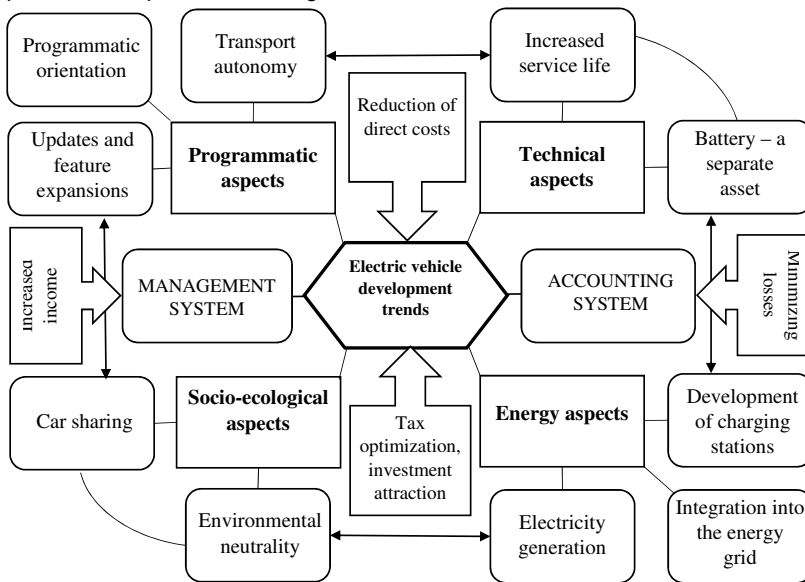 Programmatic
orientation
Transport
autonomy
Increased
service life
Reduction of
direct costs
Updates and
feature
expansions
Programmatic
aspects
Technical
aspects
Battery – a
separate
asset
Increased
income
MANAGEMENT
SYSTEM
Electric vehicle
development
trends
ACCOUNTING
SYSTEM
Minimizing
losses
Car sharing
Socio-ecological
aspects
Tax
optimization,
investment
attraction
Energy aspects
Development
of charging
stations
Environmental
neutrality
Electricity
generation
Integration into
the energy
grid